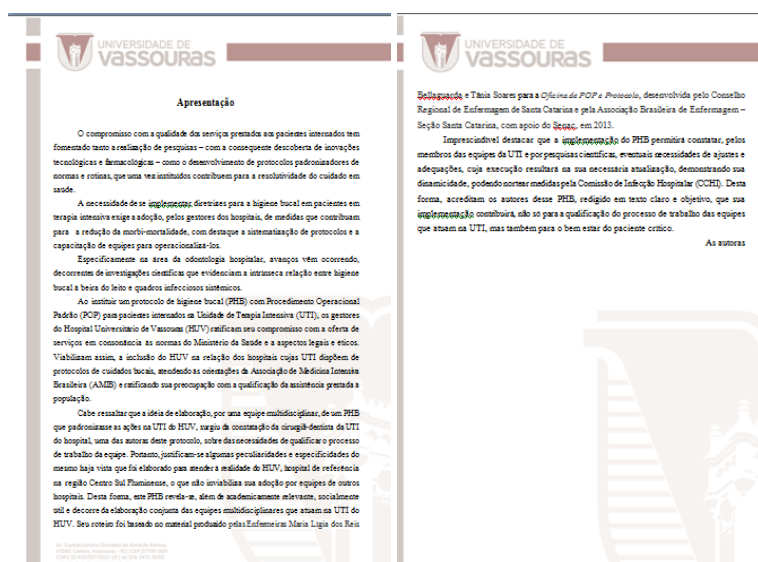 UNIVERSIDADE DE
VASSOURAS
Apresentação
O compromisso com a qualidade dos serviços prestados aos pacientes internados tem
fomentado tanto a realização de pesquisas – com a consequente descoberta de inovações
tecnológicas e farmacológicas – como o desenvolvimento de protocolos padronizadores de
normas e rotinas, que uma vez instituídos contribuem para a resolutividade do cuidado em
saúde.
A necessidade de se implementar diretrizes para a higiene bucal em pacientes em
terapia intensiva exige a adoção, pelos gestores dos hospitais, de medidas que contribuam
para a redução da morbi-mortalidade, com destaque a sistematização de protocolos e a
capacitação de equipes para operacionaliza-los.
Especificamente na área da odontologia hospitalar, avanços vêm ocorrendo,
decorrentes de investigações científicas que evidenciam a intrínseca relação entre higiene
bucal à beira do leito e quadros infecciosos sistêmicos.
Ao instituir um protocolo de higiene bucal (PHB) com Procedimento Operacional
Padrão (POP) para pacientes internados na Unidade de Terapia Intensiva (UTI), os gestores
do Hospital Universitário de Vassouras (HUV) ratificam seu compromisso com a oferta de
serviços em consonância às normas do Ministério da Saúde e a aspectos legais e éticos.
Viabilizam assim, a inclusão do HUV na relação dos hospitais cujas UTI dispõem de
protocolos de cuidados bucais, atendendo às orientações da Associação de Medicina Intensiva
Brasileira (AMIB) e ratificando sua preocupação com a qualificação da assistência prestada à
população.
Cabe ressaltar que a idéia de elaboração, por uma equipe multidisciplinar, de um PHB
que padronizasse as ações na UTI do HUV, surgiu da constatação da cirurgiã-dentista da UTI
do hospital, uma das autoras deste protocolo, sobre das necessidades de qualificar o processo
de trabalho da equipe. Portanto, justificam-se algumas peculiaridades e especificidades do
mesmo haja vista que foi elaborado para atender à realidade do HUV, hospital de referência
na região Centro Sul Fluminense, o que não inviabiliza sua adoção por equipes de outros
hospitais. Desta forma, este PHB revela-se, além de academicamente relevante, socialmente
útil e decorre da elaboração conjunta das equipes multidisciplinares que atuam na UTI do
HUV. Seu roteiro foi baseado no material produzido pelas Enfermeiras Maria Lígia dos Reis
UNIVERSIDADE DE
VASSOURAS
Bellaguarda e Tânia Soares para a Oficina de POP e Protocolo, desenvolvida pelo Conselho
Regional de Enfermagem de Santa Catarina e pela Associação Brasileira de Enfermagem –
Seção Santa Catarina, com apoio do Senac, em 2013.
Imprescindível destacar que a implementação do PHB permitirá constatar, pelos
membros das equipes da UTI e por pesquisas científicas, eventuais necessidades de ajustes e
adequações, cuja execução resultará na sua necessária atualização, demonstrando sua
dinamicidade, podendo nortear medidas pela Comissão de Infecção Hospitalar (CCHI). Desta
forma, acreditam os autores desse PHB, redigido em texto claro e objetivo, que sua
implementação contribuirá, não só para a qualificação do processo de trabalho das equipes
que atuam na UTI, mas também para o bem estar do paciente crítico.
As autoras